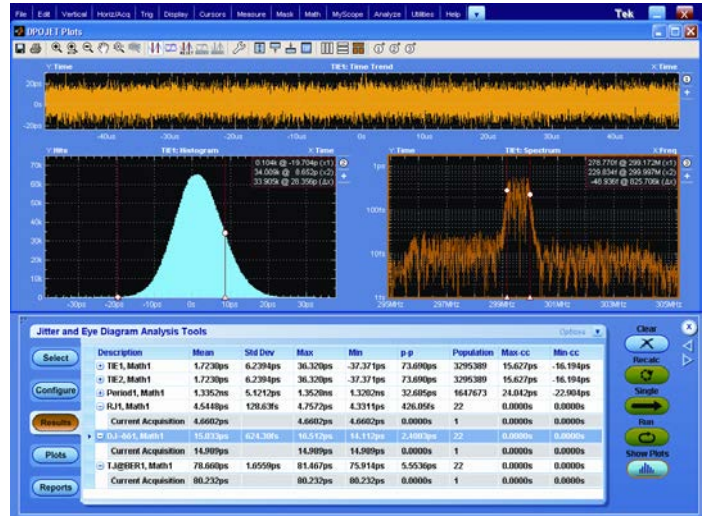 File Edit Vertical Horiz/Acq Trig Display Cursors Measure Mask Math MyScope Analyze Utilities Help Tek
DPOJET Plots
Y:Time TIE1: Time Trend X:Time
20ps
0s
-20ps
-40us -30us -20us -10us 0s 10us 20us 30us 40us
Y:Hits TIE1: Histogram X:Time
0.104k @ -19.704p (x1)
34.009k @ 8.652p (x2)
33.905k @ 28.356p (Δx)
70k
60k
50k
40k
30k
20k
10k
0
-30ps -20ps -10ps 0s 10ps 20ps 30ps
Y:Time TIE1: Spectrum X:Freq
278.770f @ 299.172M (x1)
229.834f @ 299.997M (x2)
-48.936f @ 825.706k (Δx)
1ps
100fs
10fs
1fs
295MHz 297MHz 299MHz 301MHz 303MHz 305MHz
Jitter and Eye Diagram Analysis Tools Options
Select
Configure
Results
Plots
Reports
Description Mean Std Dev Max Min p-p Population Max-cc Min-cc
TIE1, Math1 1.7230ps 6.2394ps 36.320ps -37.371ps 73.690ps 3295389 15.627ps -16.194ps
TIE2, Math1 1.7230ps 6.2394ps 36.320ps -37.371ps 73.690ps 3295389 15.627ps -16.194ps
Period1, Math1 1.3352ns 5.1212ps 1.3520ns 1.3202ns 32.685ps 1647673 24.042ps -22.904ps
RJ1, Math1 4.5448ps 128.63fs 4.7572ps 4.3311ps 426.05fs 22 0.0000s 0.0000s
Current Acquisition 4.6602ps 4.6602ps 4.6602ps 0.0000s 1 0.0000s 0.0000s
Math1 624.30fs 16.512ps 14.112ps 22 0.0000s 0.0000s
Current Acquisition 14.989ps 14.989ps 14.989ps 0.0000s 1 0.0000s 0.0000s
TJ@BER1, Math1 78.660ps 1.6559ps 81.467ps 75.914ps 5.5536ps 22 0.0000s 0.0000s
Current Acquisition 80.232ps 80.232ps 80.232ps 0.0000s 1 0.0000s 0.0000s
Clear
Recalc
Single
Run
Show Plots